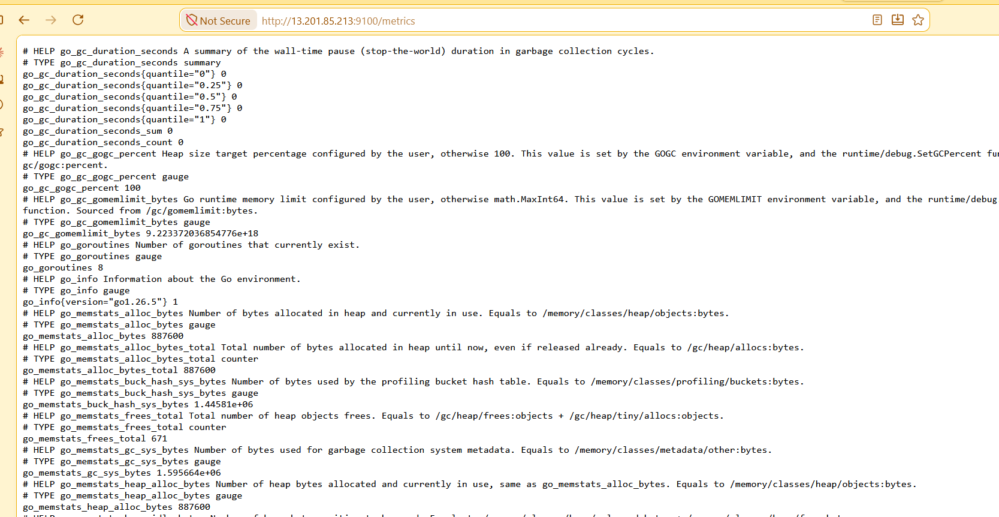 Not Secure http://13.201.85.213:9100/metrics
# HELP go_gc_duration_seconds A summary of the wall-time pause (stop-the-world) duration in garbage collection cycles.
# TYPE go_gc_duration_seconds summary
go_gc_duration_seconds{quantile="0"} 0
go_gc_duration_seconds{quantile="0.25"} 0
go_gc_duration_seconds{quantile="0.5"} 0
go_gc_duration_seconds{quantile="0.75"} 0
go_gc_duration_seconds{quantile="1"} 0
go_gc_duration_seconds_sum 0
go_gc_duration_seconds_count 0
# HELP go_gc_gogc_percent Heap size target percentage configured by the user, otherwise 100. This value is set by the GOGC environment variable, and the runtime/debug.SetGCPercent
gc/gogc:percent.
# TYPE go_gc_gogc_percent gauge
go_gc_gogc_percent 100
# HELP go_gc_gomemlimit_bytes Go runtime memory limit configured by the user, otherwise math.MaxInt64. This value is set by the GOMEMLIMIT environment variable, and the runtime/debug
function. Sourced from /gc/gomemlimit:bytes.
# TYPE go_gc_gomemlimit_bytes gauge
go_gc_gomemlimit_bytes 9.223372036854776e+18
# HELP go_goroutines Number of goroutines that currently exist.
# TYPE go_goroutines gauge
go_goroutines 8
# HELP go_info Information about the Go environment.
# TYPE go_info gauge
go_info{version="go1.26.5"} 1
# HELP go_memstats_alloc_bytes Number of bytes allocated in heap and currently in use. Equals to /memory/classes/heap/objects:bytes.
# TYPE go_memstats_alloc_bytes gauge
go_memstats_alloc_bytes 887600
# HELP go_memstats_alloc_bytes_total Total number of bytes allocated in heap until now, even if released already. Equals to /gc/heap/allocs:bytes.
# TYPE go_memstats_alloc_bytes_total counter
go_memstats_alloc_bytes_total 887600
# HELP go_memstats_buck_hash_sys_bytes Number of bytes used by the profiling bucket hash table. Equals to /memory/classes/profiling/buckets:bytes.
# TYPE go_memstats_buck_hash_sys_bytes gauge
go_memstats_buck_hash_sys_bytes 1.44581e+06
# HELP go_memstats_frees_total Total number of heap objects frees. Equals to /gc/heap/frees:objects + /gc/heap/tiny/allocs:objects.
# TYPE go_memstats_frees_total counter
go_memstats_frees_total 671
# HELP go_memstats_gc_sys_bytes Number of bytes used for garbage collection system metadata. Equals to /memory/classes/metadata/other:bytes.
# TYPE go_memstats_gc_sys_bytes gauge
go_memstats_gc_sys_bytes 1.595664e+06
# HELP go_memstats_heap_alloc_bytes Number of heap bytes allocated and currently in use, same as go_memstats_alloc_bytes. Equals to /memory/classes/heap/objects:bytes.
# TYPE go_memstats_heap_alloc_bytes gauge
go_memstats_heap_alloc_bytes 887600